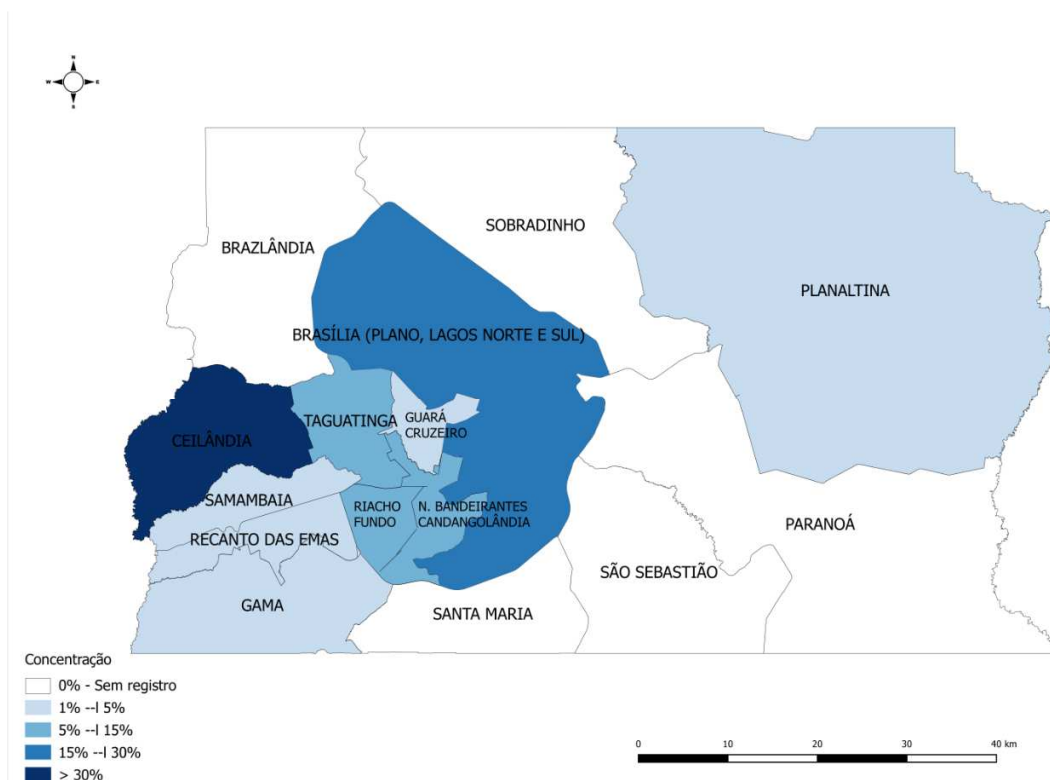 N
W E
S
SOBRADINHO
BRAZLÂNDIA
PLANALTINA
BRASÍLIA (PLANO, LAGOS NORTE E SUL)
TAGUATINGA
GUARÁ
CRUZEIRO
CEILÂNDIA
SAMAMBAIA
RIACHO
FUNDO
N. BANDEIRANTES
CANDANGOLÂNDIA
RECANTO DAS EMAS
PARANOÁ
SÃO SEBASTIÃO
GAMA
SANTA MARIA
Concentração
0% - Sem registro
1% --l 5%
5% --l 15%
15% --l 30%
> 30%
0 10 20 30 40 km